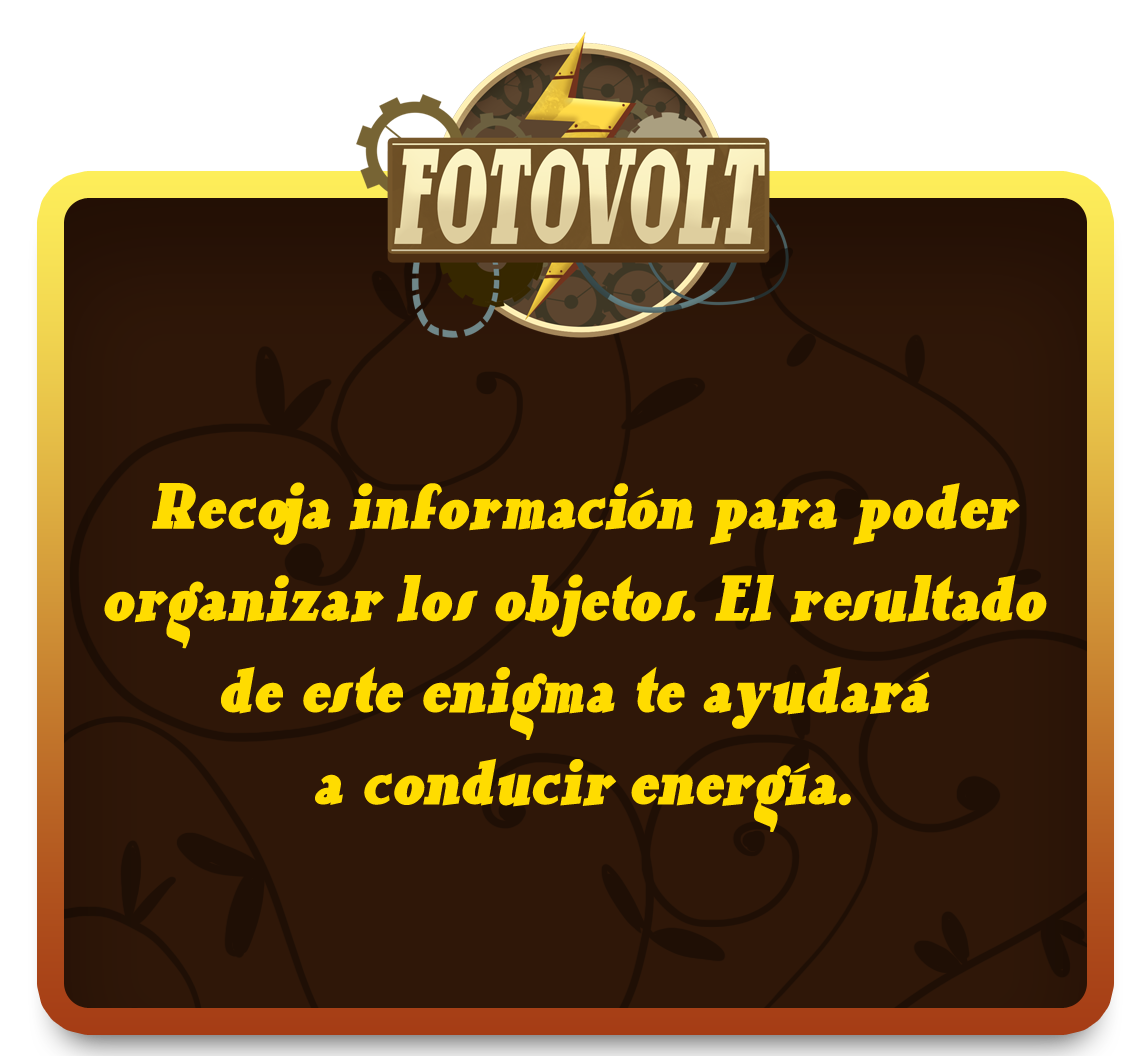 FOTOVOLT
Recoja información para poder
organizar los objetos. El resultado
de este enigma te ayudará
a conducir energía.